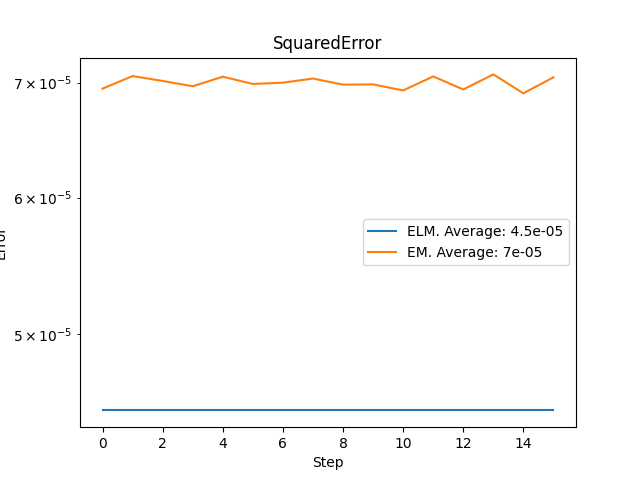 SquaredError
7 × 10⁻⁵
6 × 10⁻⁵
5 × 10⁻⁵
Error
ELM. Average: 4.5e-05
EM. Average: 7e-05
0 2 4 6 8 10 12 14
Step